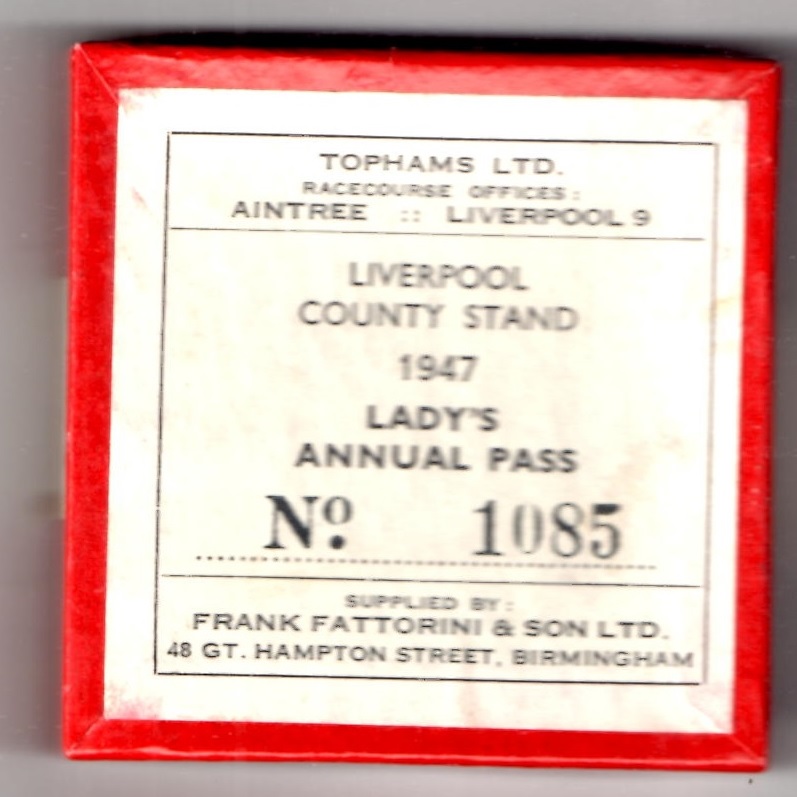 TOPHAMS LTD.
RACECOURSE OFFICES:
AINTREE :: LIVERPOOL 9
LIVERPOOL
COUNTY STAND
1947
LADY'S
ANNUAL PASS
Nº. 1085
SUPPLIED BY:
FRANK FATTORINI & SON LTD.
48 GT. HAMPTON STREET, BIRMINGHAM